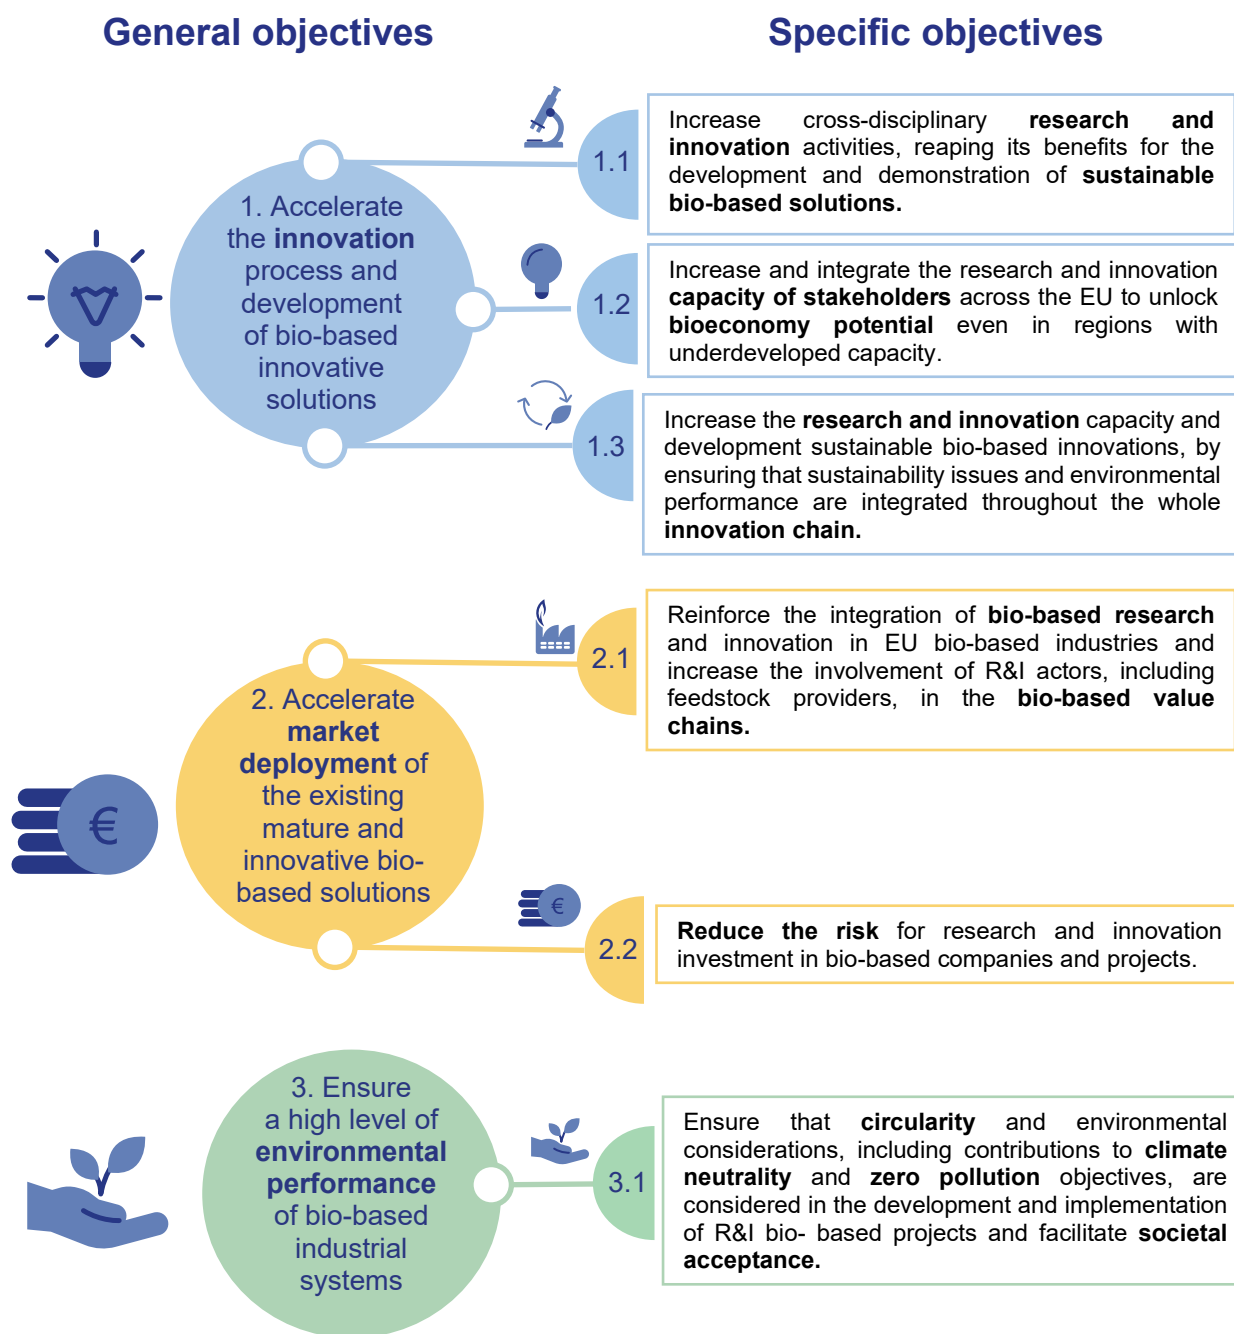 General objectives
Specific objectives
1. Accelerate
the innovation
process and
development
of bio-based
innovative
solutions
1.1
Increase cross-disciplinary research and
innovation activities, reaping its benefits for the
development and demonstration of sustainable
bio-based solutions.
1.2
Increase and integrate the research and innovation
capacity of stakeholders across the EU to unlock
bioeconomy potential even in regions with
underdeveloped capacity.
1.3
Increase the research and innovation capacity and
development sustainable bio-based innovations, by
ensuring that sustainability issues and environmental
performance are integrated throughout the whole
innovation chain.
2. Accelerate
market
deployment of
the existing
mature and
innovative bio-
based solutions
€
2.1
Reinforce the integration of bio-based research
and innovation in EU bio-based industries and
increase the involvement of R&I actors, including
feedstock providers, in the bio-based value
chains.
€
2.2
Reduce the risk for research and innovation
investment in bio-based companies and projects.
3. Ensure
a high level of
environmental
performance
of bio-based
industrial
systems
3.1
Ensure that circularity and environmental
considerations, including contributions to climate
neutrality and zero pollution objectives, are
considered in the development and implementation
of R&I bio- based projects and facilitate societal
acceptance.